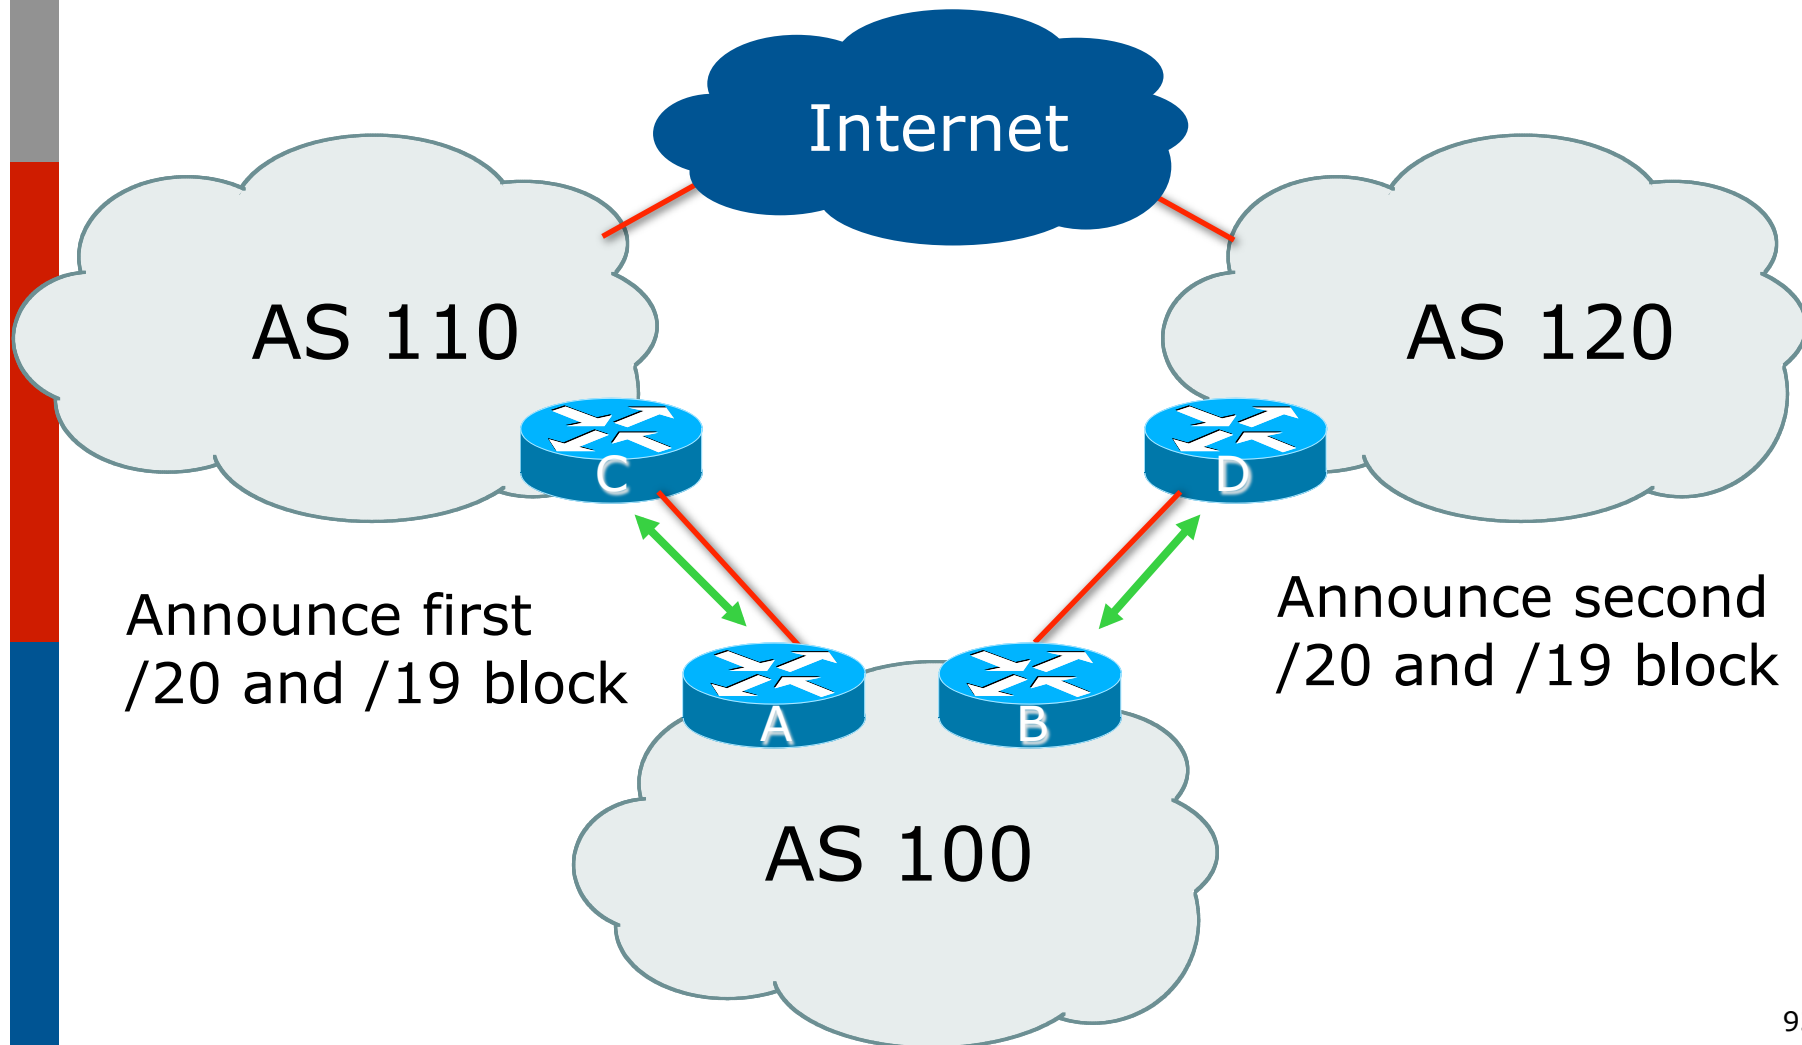 Internet
AS 110
AS 120
C
D
Announce first
/20 and /19 block
Announce second
/20 and /19 block
A
B
AS 100